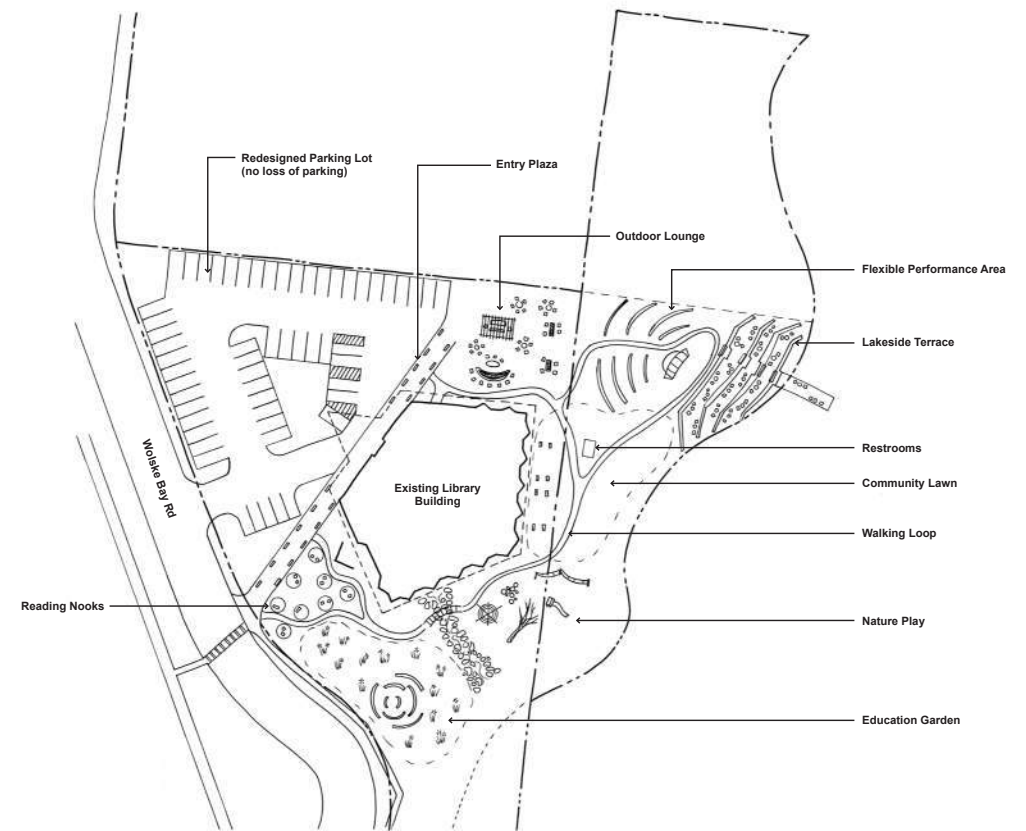 Redesigned Parking Lot
(no loss of parking)
Entry Plaza
Outdoor Lounge
Flexible Performance Area
Lakeside Terrace
Restrooms
Wolske Bay Rd
Existing Library
Building
Community Lawn
Walking Loop
Reading Nooks
Nature Play
Education Garden